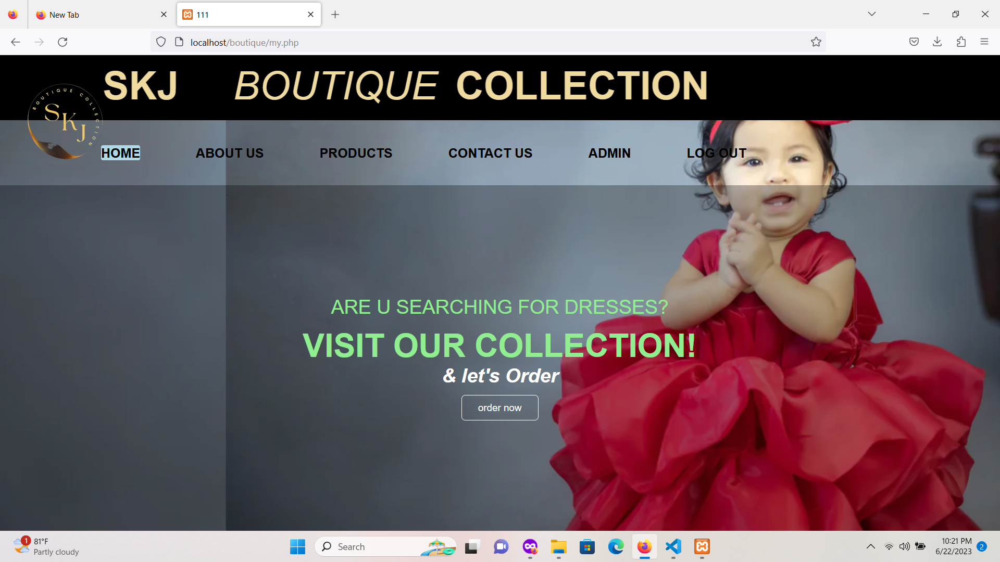 New Tab
111
localhost/boutique/my.php
SKJ BOUTIQUE COLLECTION
BOUTIQUE COLLECTION
SKJ
HOME ABOUT US PRODUCTS CONTACT US ADMIN LOG OUT
ARE U SEARCHING FOR DRESSES?
VISIT OUR COLLECTION!
& let's Order
order now
1
81°F
Partly cloudy
Search
10:21 PM
6/22/2023
2